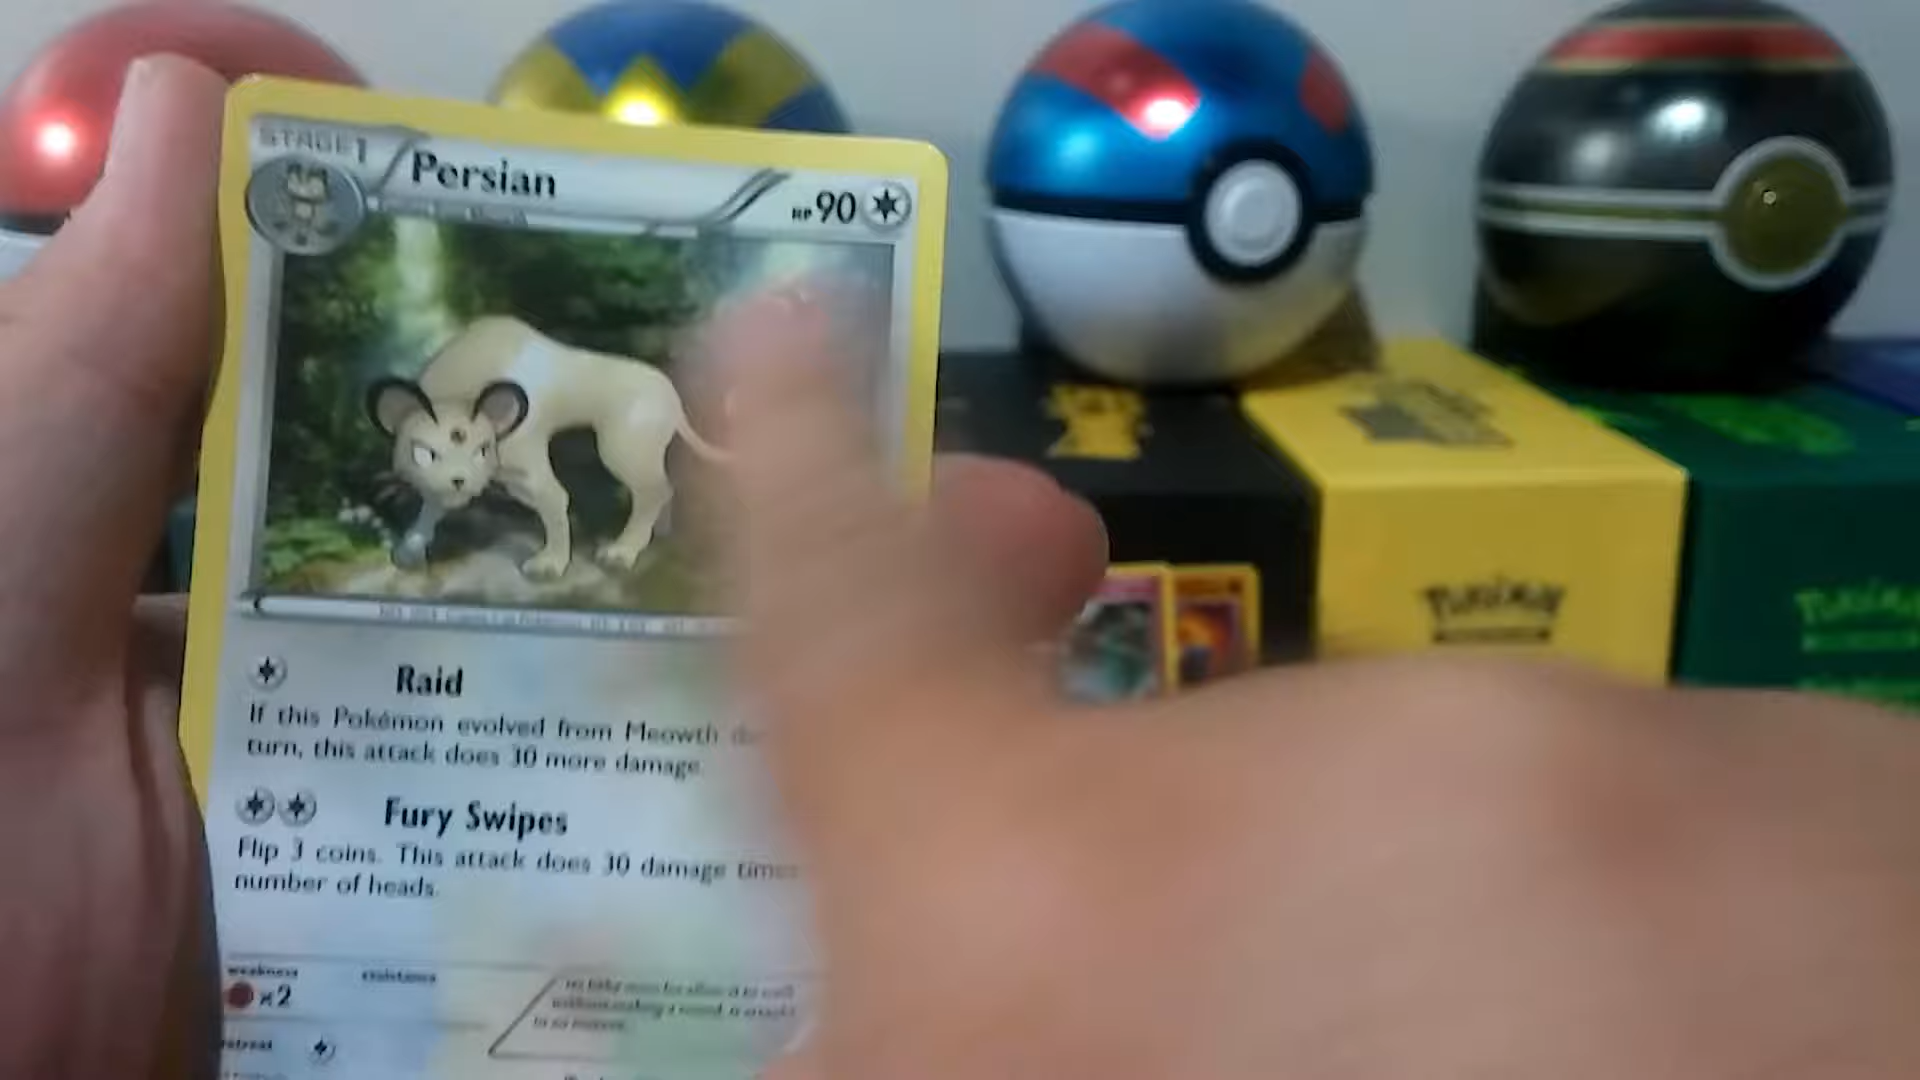 STAGE1
Persian
HP90
Raid
If this Pokémon evolved from Meowth
turn, this attack does 30 more damage.
Fury Swipes
Flip 3 coins. This attack does 30 damage times
number of heads.
weakness
resistance
×2
retreat
Pokémon
Pokémon